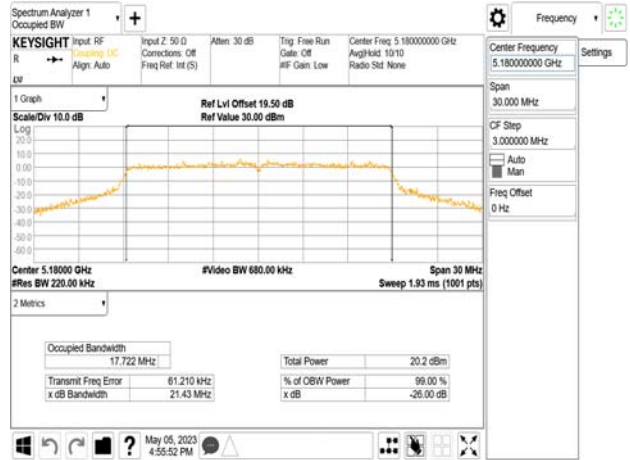 Spectrum Analyzer 1
Occupied BW
Frequency
KEYSIGHT
R
LM
Input: RF
Coupling: DC
Align: Auto
Input Z: 50 Ω
Corrections: Off
Freq Ref: Int (S)
Atten: 30 dB
Trig: Free Run
Gate: Off
#IF Gain: Low
Center Freq: 5.180000000 GHz
Avg|Hold: 10/10
Radio Std: None
Center Frequency
5.180000000 GHz
Settings
Span
30.000 MHz
CF Step
3.000000 MHz
Auto
Man
Freq Offset
0 Hz
1 Graph
Scale/Div 10.0 dB
Ref Lvl Offset 19.50 dB
Ref Value 30.00 dBm
Log
20.0
10.0
0.00
-10.0
-20.0
-30.0
-40.0
-50.0
-60.0
Center 5.18000 GHz
#Res BW 220.00 kHz
#Video BW 680.00 kHz
Span 30 MHz
Sweep 1.93 ms (1001 pts)
2 Metrics
Occupied Bandwidth
17.722 MHz
Transmit Freq Error 61.210 kHz
x dB Bandwidth 21.43 MHz
Total Power 20.2 dBm
% of OBW Power 99.00 %
x dB -26.00 dB
?
May 05, 2023
4:55:52 PM